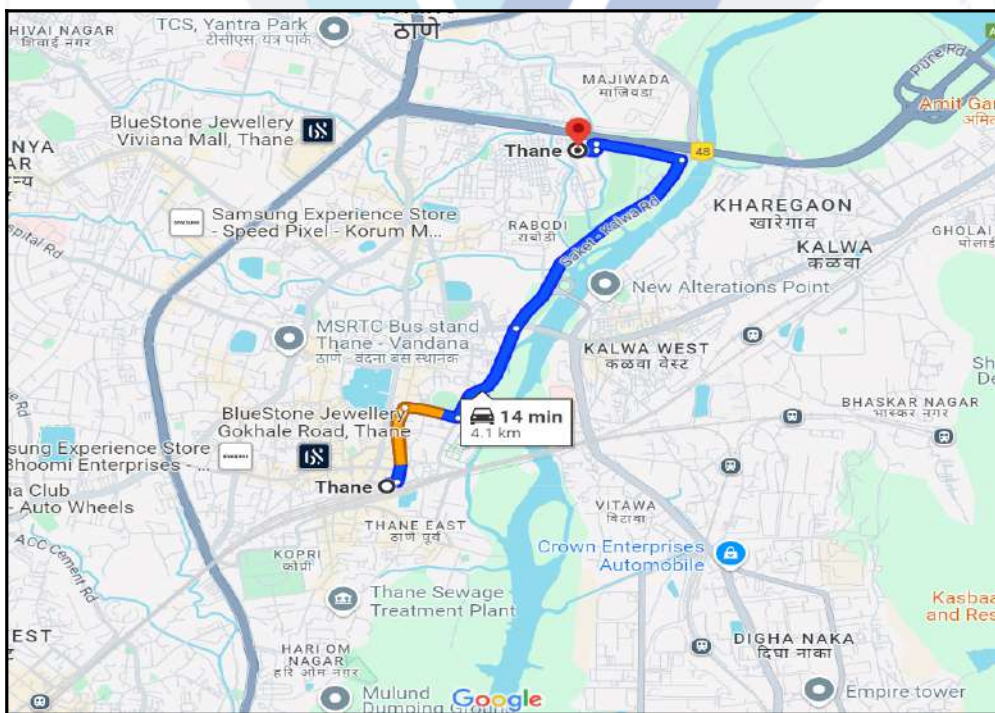 ठाणे
HIVAI NAGAR
शिवाई नगर
TCS, Yantra Park
टीसीएस यंत्र पार्क
MAJIWADA
माजिवडा
Pure Rd
Amit Gar
BlueStone Jewellery
Viviana Mall, Thane
Thane
48
Samsung Experience Store
- Speed Pixel - Korum M...
RABODI
राबोडी
Saket - Kalwa Rd
KHAREGAON
खारेगाव
KALWA
कळवा
GHOLAI
New Alterations Point
MSRTC Bus stand
Thane - Vandana
ठाणे - वंदना बस स्थानक
KALWA WEST
कळवा वेस्ट
BHASKAR NAGAR
भास्कर नगर
BlueStone Jewellery
Gokhale Road, Thane
14 min
4.1 km
msung Experience Store
Bhoomi Enterprises - ...
na Club
- Auto Wheels
Thane
THANE EAST
ठाणे पूर्व
VITAWA
विटावा
ACC Cement Rd
KOPRI
कोप्री
Crown Enterprises
Automobile
Thane Sewage
Treatment Plant
Kasbaa
and Res
EST
HARI OM
NAGAR
हरि ओम नगर
DIGHA NAKA
दिघा नाका
Mulund
Dumping Ground
Google
Empire tower